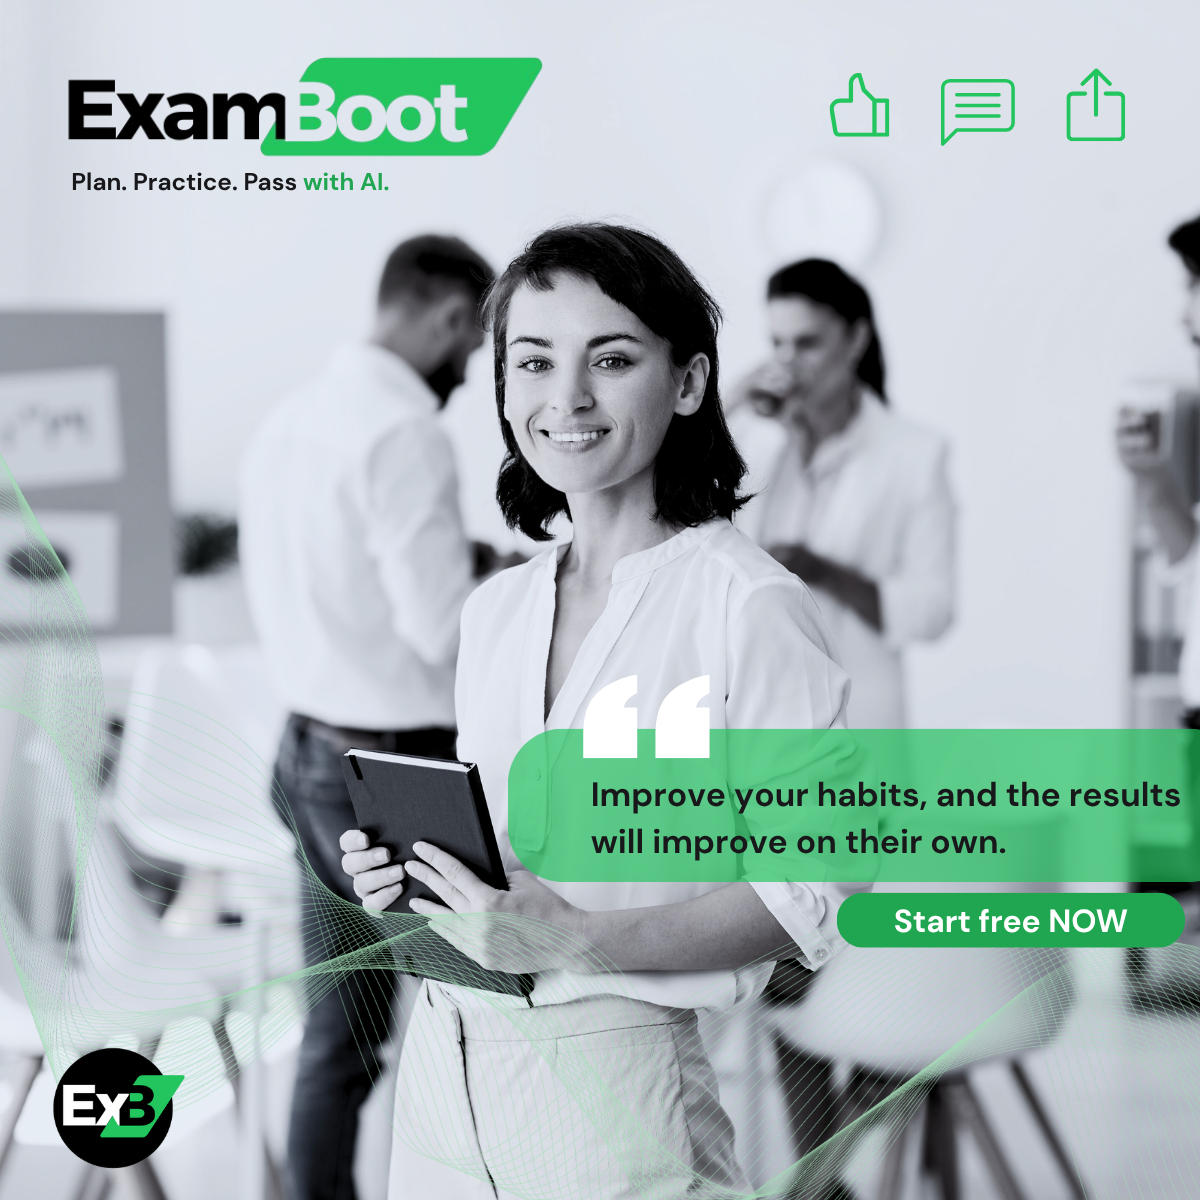 ExamBoot
Plan. Practice. Pass with AI.
Improve your habits, and the results
will improve on their own.
Start free NOW
ExB